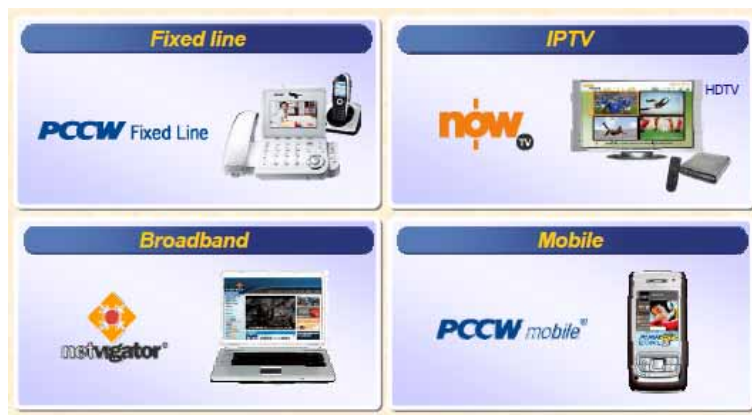 Fixed line
PCCW Fixed Line
IPTV
now
TV
HDTV
Broadband
netvigator®
Mobile
PCCW mobile®